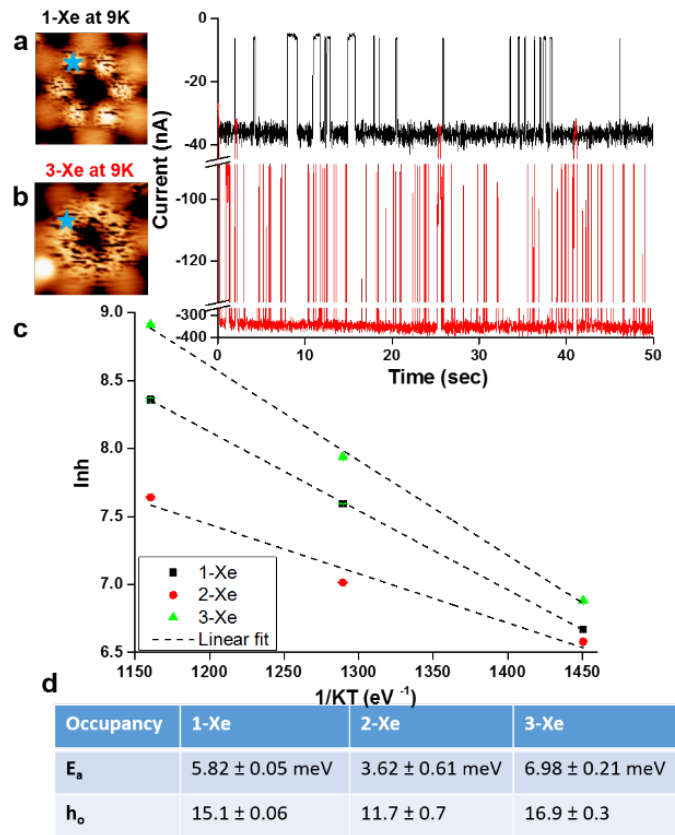 1-Xe at 9K
a
3-Xe at 9K
b
Current (nA)
0
-20
-40
-100
-120
-300
-400
0 10 20 30 40 50
Time (sec)
c
lnh
9.0
8.5
8.0
7.5
7.0
6.5
1-Xe
2-Xe
3-Xe
Linear fit
1150 1200 1250 1300 1350 1400 1450
1/KT (eV ⁻¹)
d
Occupancy 1-Xe 2-Xe 3-Xe
Eₐ 5.82 ± 0.05 meV 3.62 ± 0.61 meV 6.98 ± 0.21 meV
hₒ 15.1 ± 0.06 11.7 ± 0.7 16.9 ± 0.3